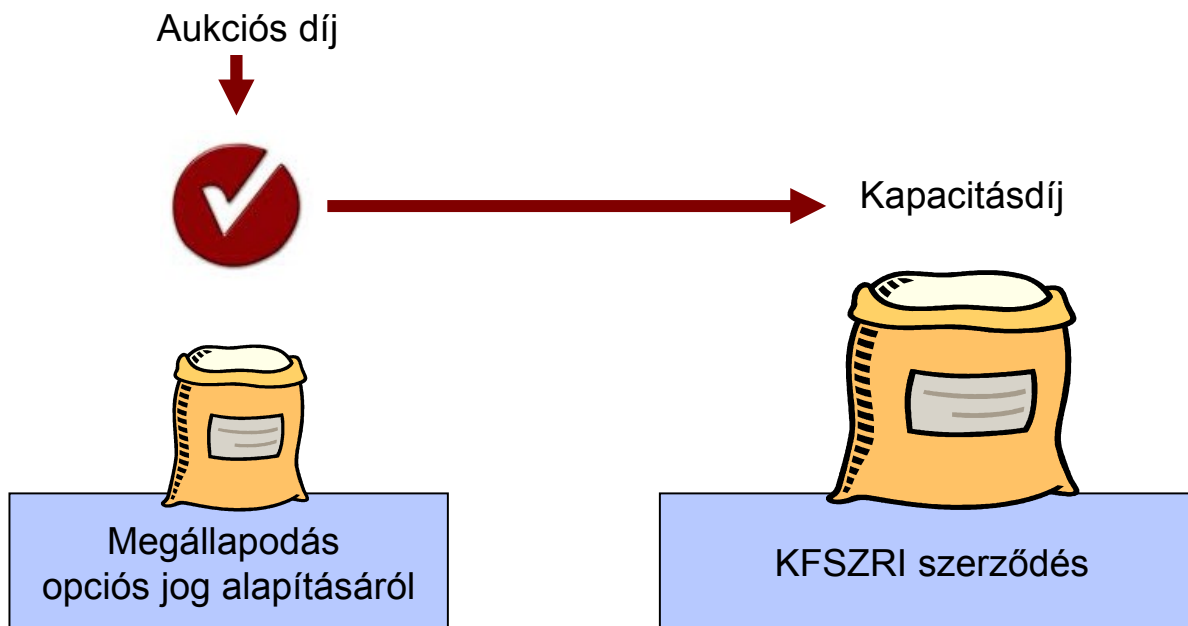 Aukciós díj
Kapacitásdíj
Megállapodás
opciós jog alapításáról
KFSZRI szerződés